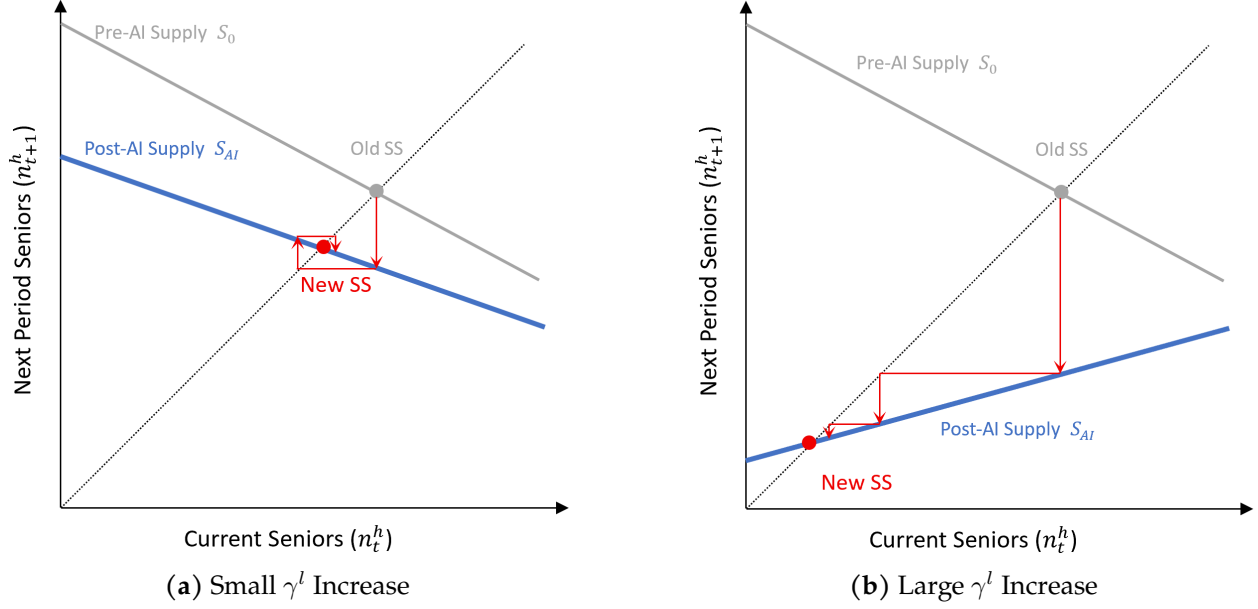 Pre-AI Supply S₀
Old SS
Post-AI Supply S_AI
New SS
Next Period Seniors (n^h_{t+1})
Current Seniors (n^h_t)
(a) Small γ^l Increase
Pre-AI Supply S₀
Old SS
Post-AI Supply S_AI
New SS
Next Period Seniors (n^h_{t+1})
Current Seniors (n^h_t)
(b) Large γ^l Increase